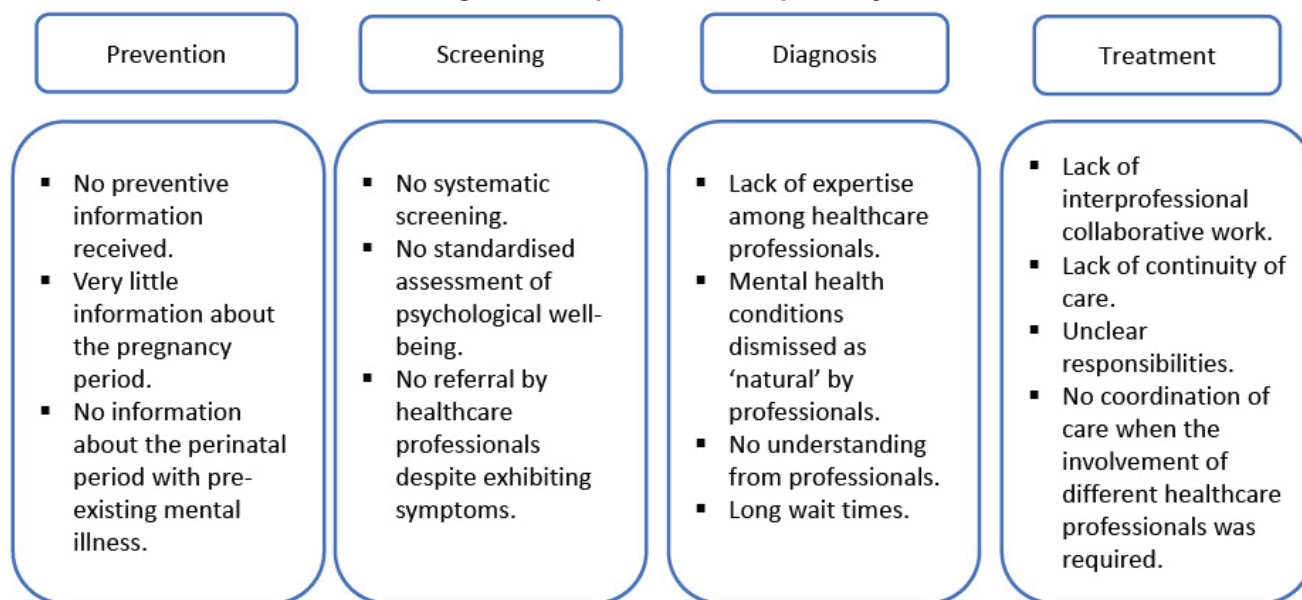 Prevention
Screening
Diagnosis
Treatment
▪ No preventive
information
received.
▪ Very little
information about
the pregnancy
period.
▪ No information
about the perinatal
period with pre-
existing mental
illness.
▪ No systematic
screening.
▪ No standardised
assessment of
psychological well-
being.
▪ No referral by
healthcare
professionals
despite exhibiting
symptoms.
▪ Lack of expertise
among healthcare
professionals.
▪ Mental health
conditions
dismissed as
‘natural’ by
professionals.
▪ No understanding
from professionals.
▪ Long wait times.
▪ Lack of
interprofessional
collaborative work.
▪ Lack of continuity of
care.
▪ Unclear
responsibilities.
▪ No coordination of
care when the
involvement of
different healthcare
professionals was
required.